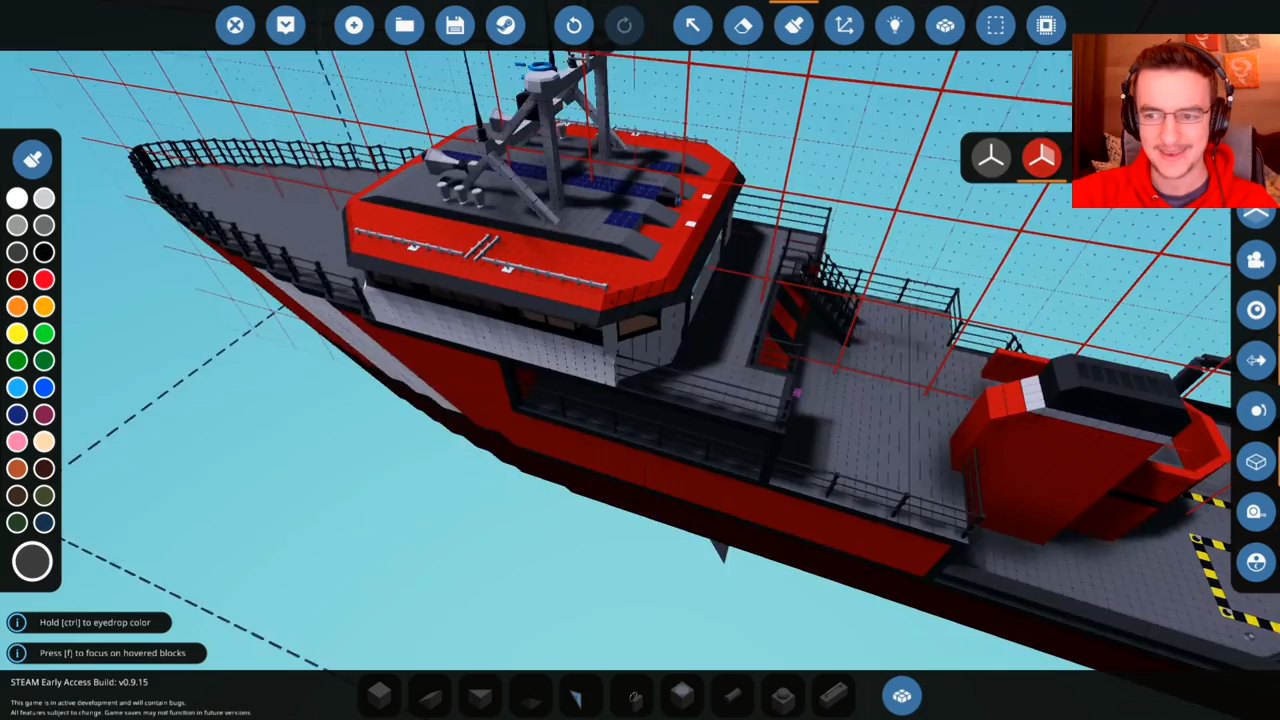 Hold [ctrl] to eyedrop color
Press [f] to focus on hovered blocks
STEAM Early Access Build: v0.9.15
This game is in active development and will contain bugs.
All features subject to change. Game saves may not function in future versions.